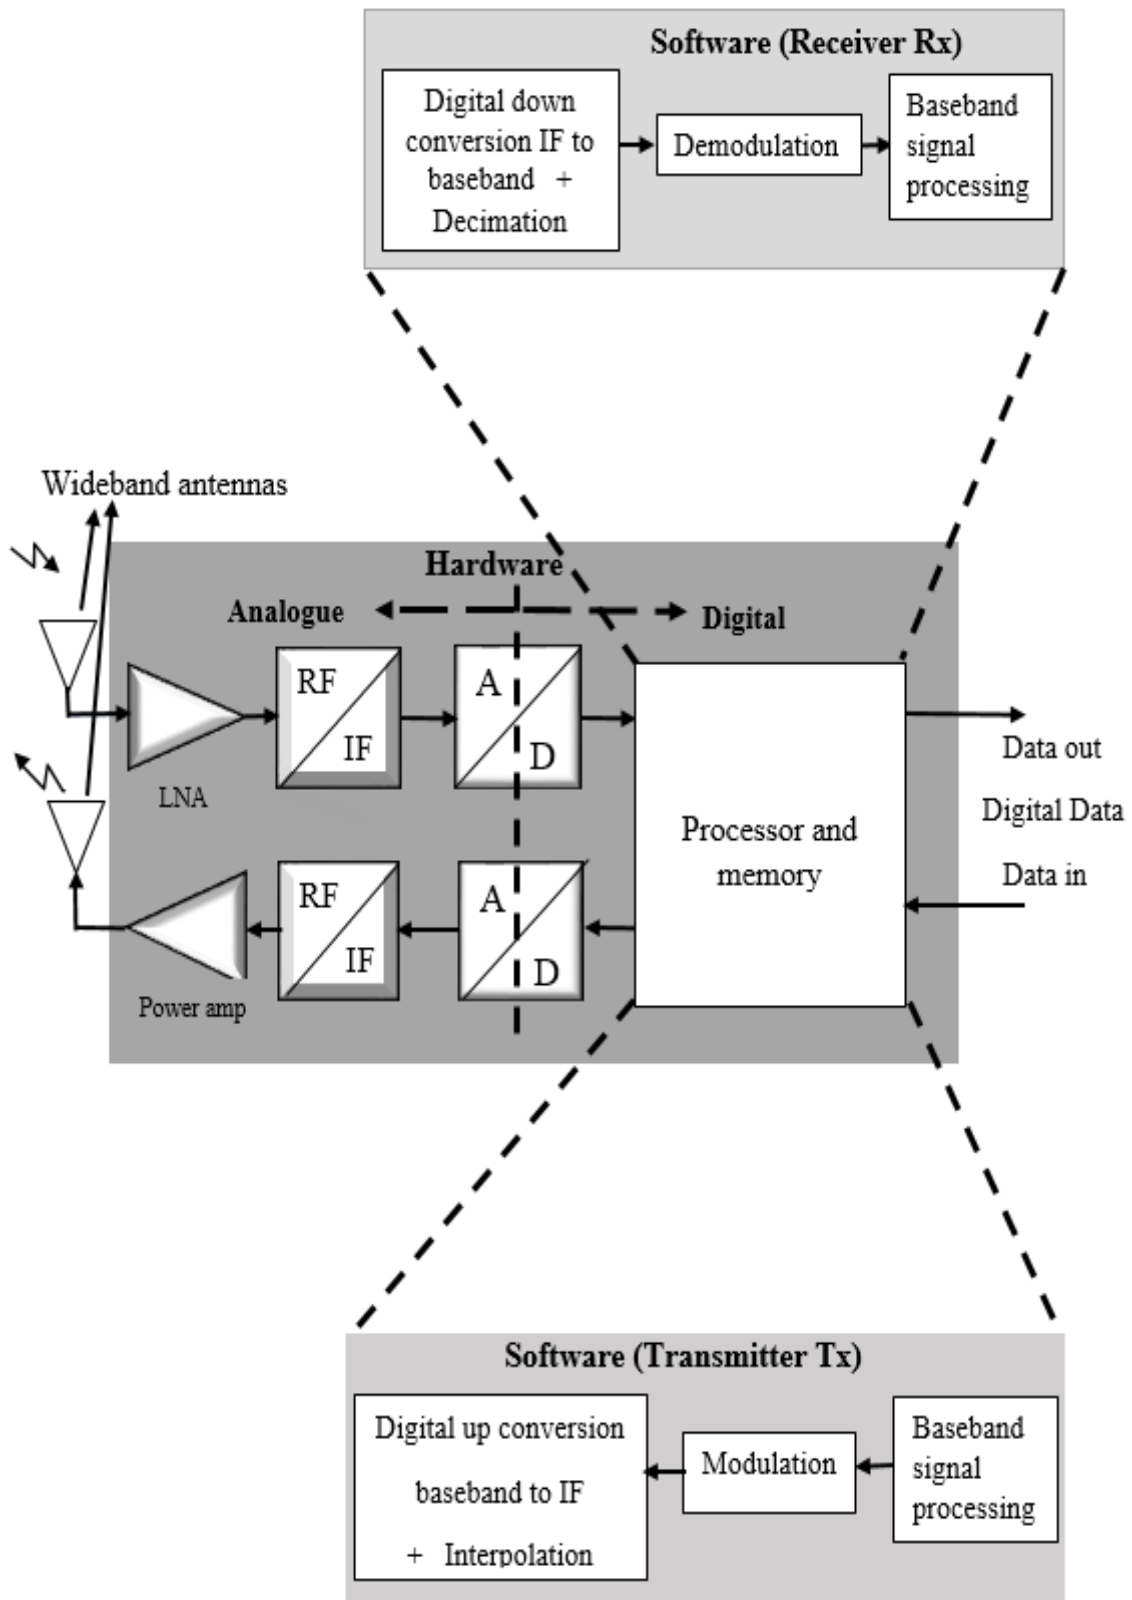 Software (Receiver Rx)
Digital down
conversion IF to
baseband +
Decimation
Demodulation
Baseband
signal
processing
Wideband antennas
Hardware
Analogue
Digital
RF
IF
A
D
LNA
Processor and
memory
Data out
Digital Data
Data in
RF
IF
A
D
Power amp
Software (Transmitter Tx)
Digital up conversion
baseband to IF
+ Interpolation
Modulation
Baseband
signal
processing